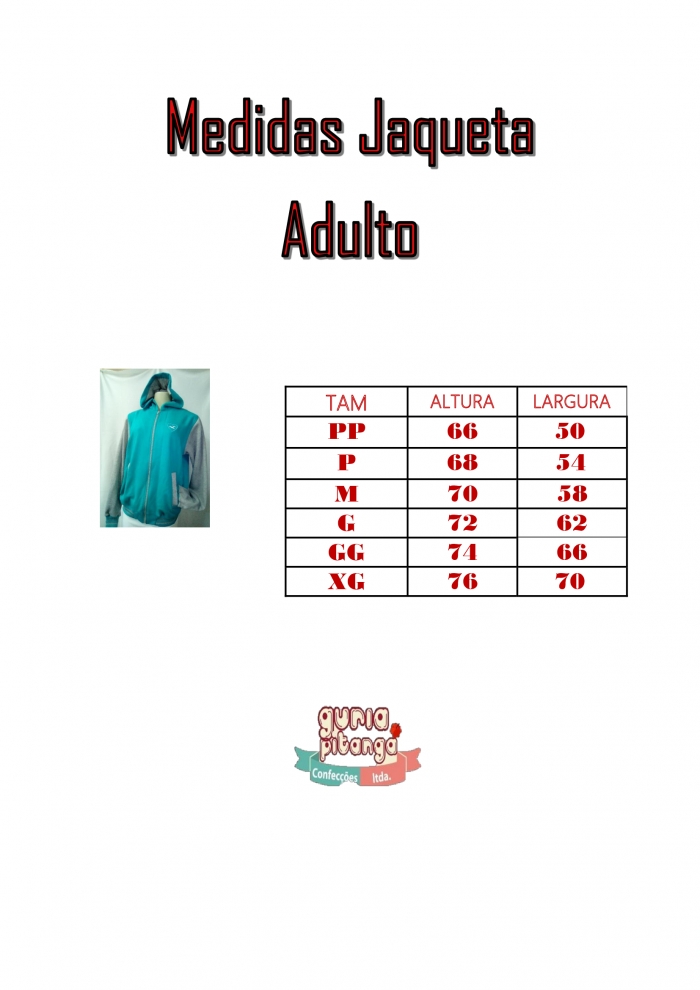 Medidas Jaqueta
Adulto
TAM ALTURA LARGURA
PP 66 50
P 68 54
M 70 58
G 72 62
GG 74 66
XG 76 70
guria
pitanga
Confecções ltda.